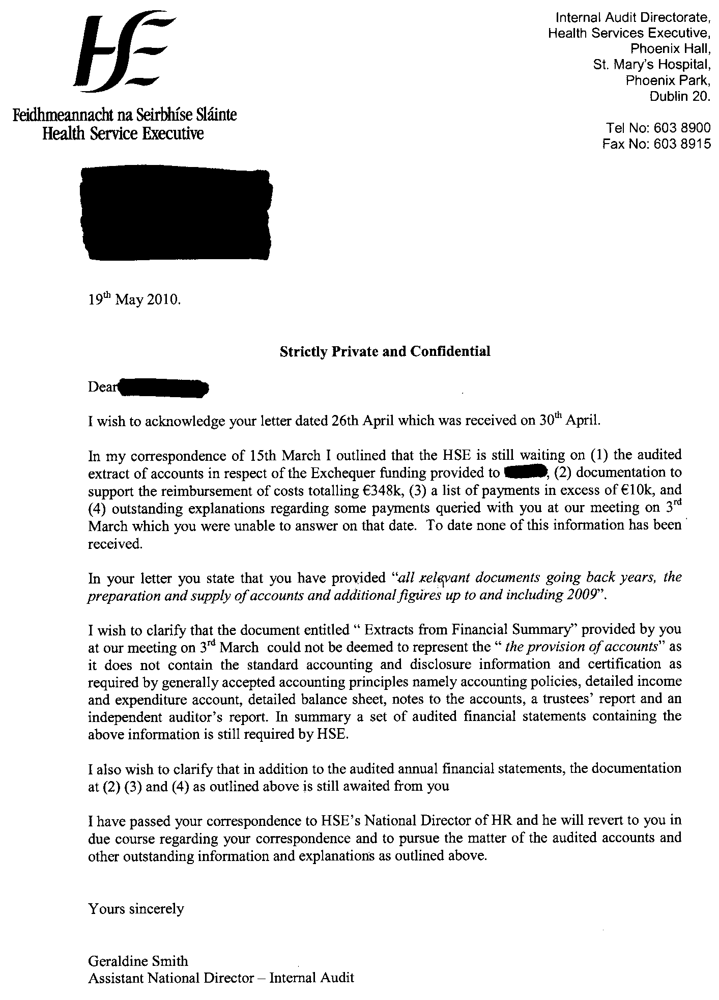 HSE
Feidhmeannacht na Seirbhíse Sláinte
Health Service Executive
Internal Audit Directorate,
Health Services Executive,
Phoenix Hall,
St. Mary's Hospital,
Phoenix Park,
Dublin 20.
Tel No: 603 8900
Fax No: 603 8915
19th May 2010.
Strictly Private and Confidential
Dear
I wish to acknowledge your letter dated 26th April which was received on 30th April.
In my correspondence of 15th March I outlined that the HSE is still waiting on (1) the audited
extract of accounts in respect of the Exchequer funding provided to , (2) documentation to
support the reimbursement of costs totalling €348k, (3) a list of payments in excess of €10k, and
(4) outstanding explanations regarding some payments queried with you at our meeting on 3rd
March which you were unable to answer on that date. To date none of this information has been
received.
In your letter you state that you have provided “all relevant documents going back years, the
preparation and supply of accounts and additional figures up to and including 2009”.
I wish to clarify that the document entitled “ Extracts from Financial Summary” provided by you
at our meeting on 3rd March could not be deemed to represent the “ the provision of accounts” as
it does not contain the standard accounting and disclosure information and certification as
required by generally accepted accounting principles namely accounting policies, detailed income
and expenditure account, detailed balance sheet, notes to the accounts, a trustees’ report and an
independent auditor’s report. In summary a set of audited financial statements containing the
above information is still required by HSE.
I also wish to clarify that in addition to the audited annual financial statements, the documentation
at (2) (3) and (4) as outlined above is still awaited from you
I have passed your correspondence to HSE’s National Director of HR and he will revert to you in
due course regarding your correspondence and to pursue the matter of the audited accounts and
other outstanding information and explanations as outlined above.
Yours sincerely
Geraldine Smith
Assistant National Director – Internal Audit